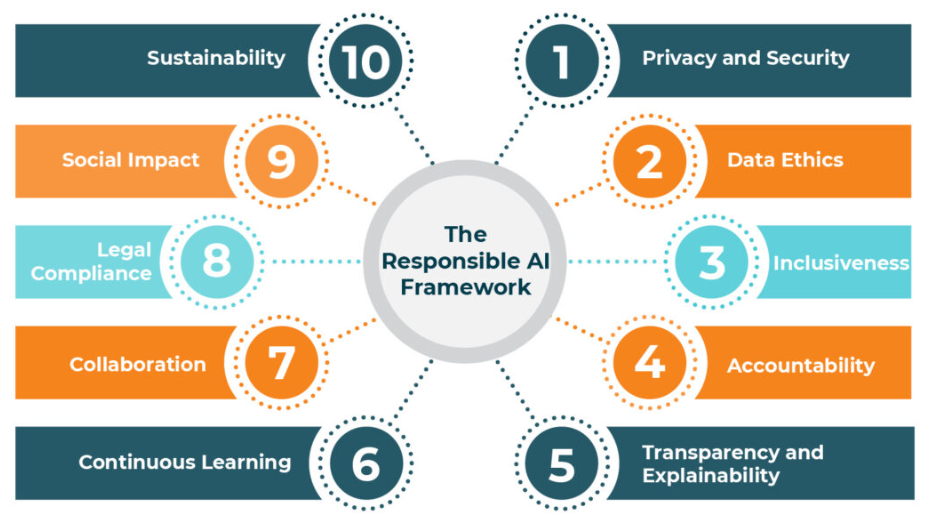 The
Responsible AI
Framework
1
Privacy and Security
2
Data Ethics
3
Inclusiveness
4
Accountability
5
Transparency and
Explainability
6
Continuous Learning
7
Collaboration
8
Legal
Compliance
9
Social Impact
10
Sustainability